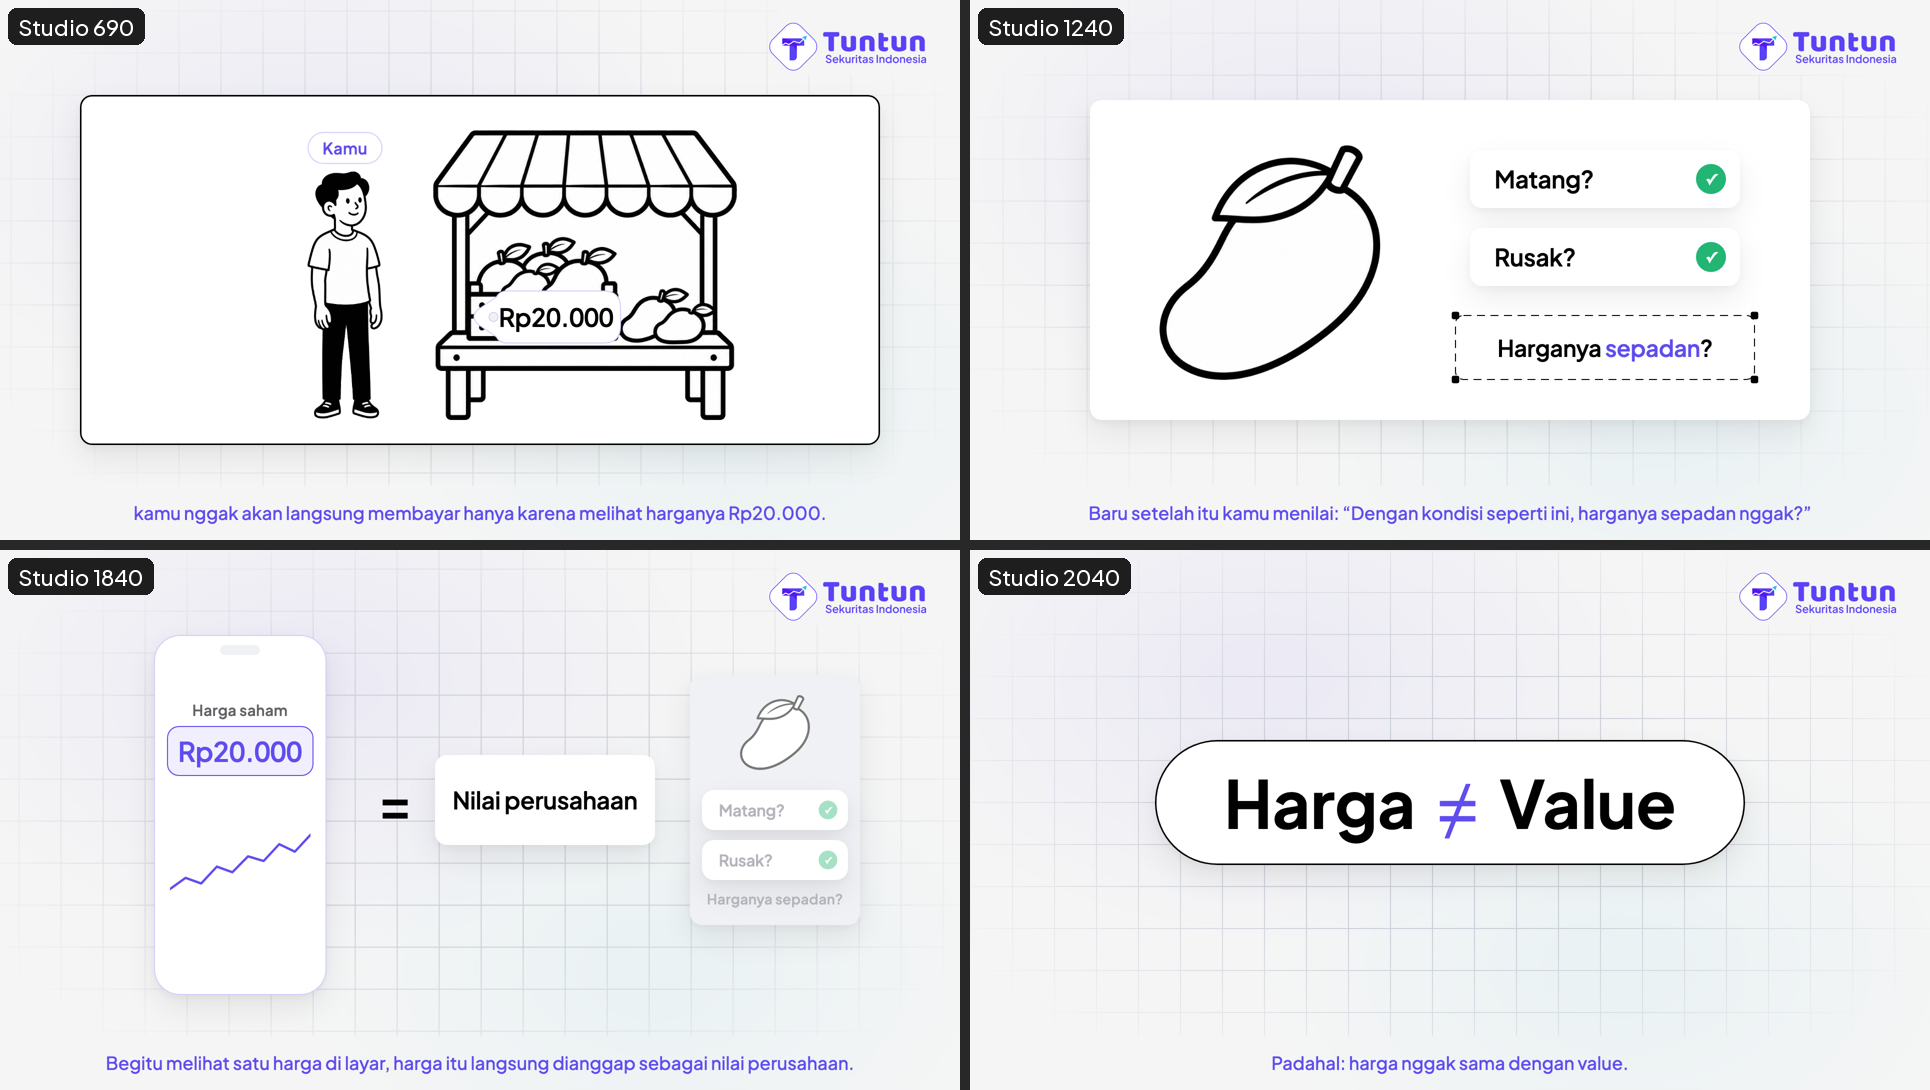 Studio 690
Tuntun
Sekuritas Indonesia
Kamu
Rp20.000
kamu nggak akan langsung membayar hanya karena melihat harganya Rp20.000.
Studio 1240
Tuntun
Sekuritas Indonesia
Matang?
Rusak?
Harganya sepadan?
Baru setelah itu kamu menilai: “Dengan kondisi seperti ini, harganya sepadan nggak?”
Studio 1840
Tuntun
Sekuritas Indonesia
Harga saham
Rp20.000
=
Nilai perusahaan
Matang?
Rusak?
Harganya sepadan?
Begitu melihat satu harga di layar, harga itu langsung dianggap sebagai nilai perusahaan.
Studio 2040
Tuntun
Sekuritas Indonesia
Harga ≠ Value
Padahal: harga nggak sama dengan value.